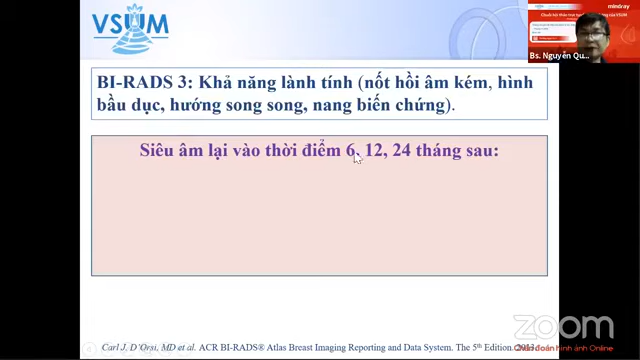 VSUM
mindray
Bs. Nguyễn Qu...
BI-RADS 3: Khả năng lành tính (nốt hồi âm kém, hình
bầu dục, hướng song song, nang biến chứng).
Siêu âm lại vào thời điểm 6, 12, 24 tháng sau:
Carl J. D'Orsi, MD et al. ACR BI-RADS® Atlas Breast Imaging Reporting and Data System. The 5th Edition. 2013.
zoom
Chẩn đoán hình ảnh Online